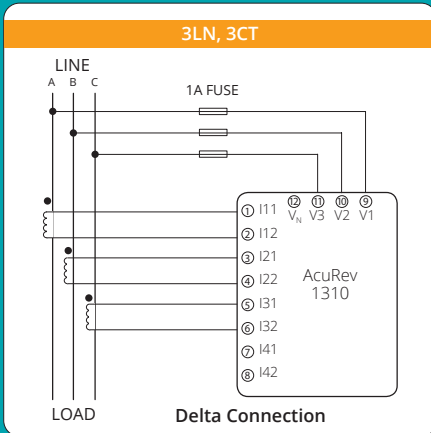 3LN, 3CT
LINE
A B C
1A FUSE
⑫ ⑪ ⑩ ⑨
VN V3 V2 V1
① I11
② I12
③ I21
④ I22
⑤ I31
⑥ I32
⑦ I41
⑧ I42
AcuRev
1310
LOAD
Delta Connection